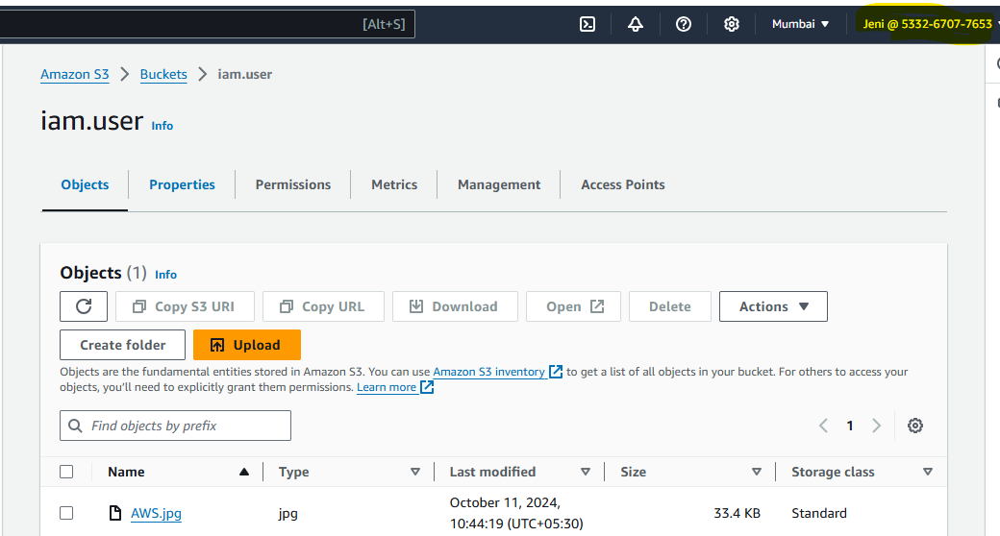 [Alt+S] Mumbai Jeni @ 5332-6707-7653
Amazon S3 > Buckets > iam.user
iam.user Info
Objects Properties Permissions Metrics Management Access Points
Objects (1) Info
Copy S3 URI Copy URL Download Open Delete Actions
Create folder Upload
Objects are the fundamental entities stored in Amazon S3. You can use Amazon S3 inventory to get a list of all objects in your bucket. For others to access your
objects, you'll need to explicitly grant them permissions. Learn more
Find objects by prefix 1
Name Type Last modified Size Storage class
AWS.jpg jpg October 11, 2024, 33.4 KB Standard
10:44:19 (UTC+05:30)